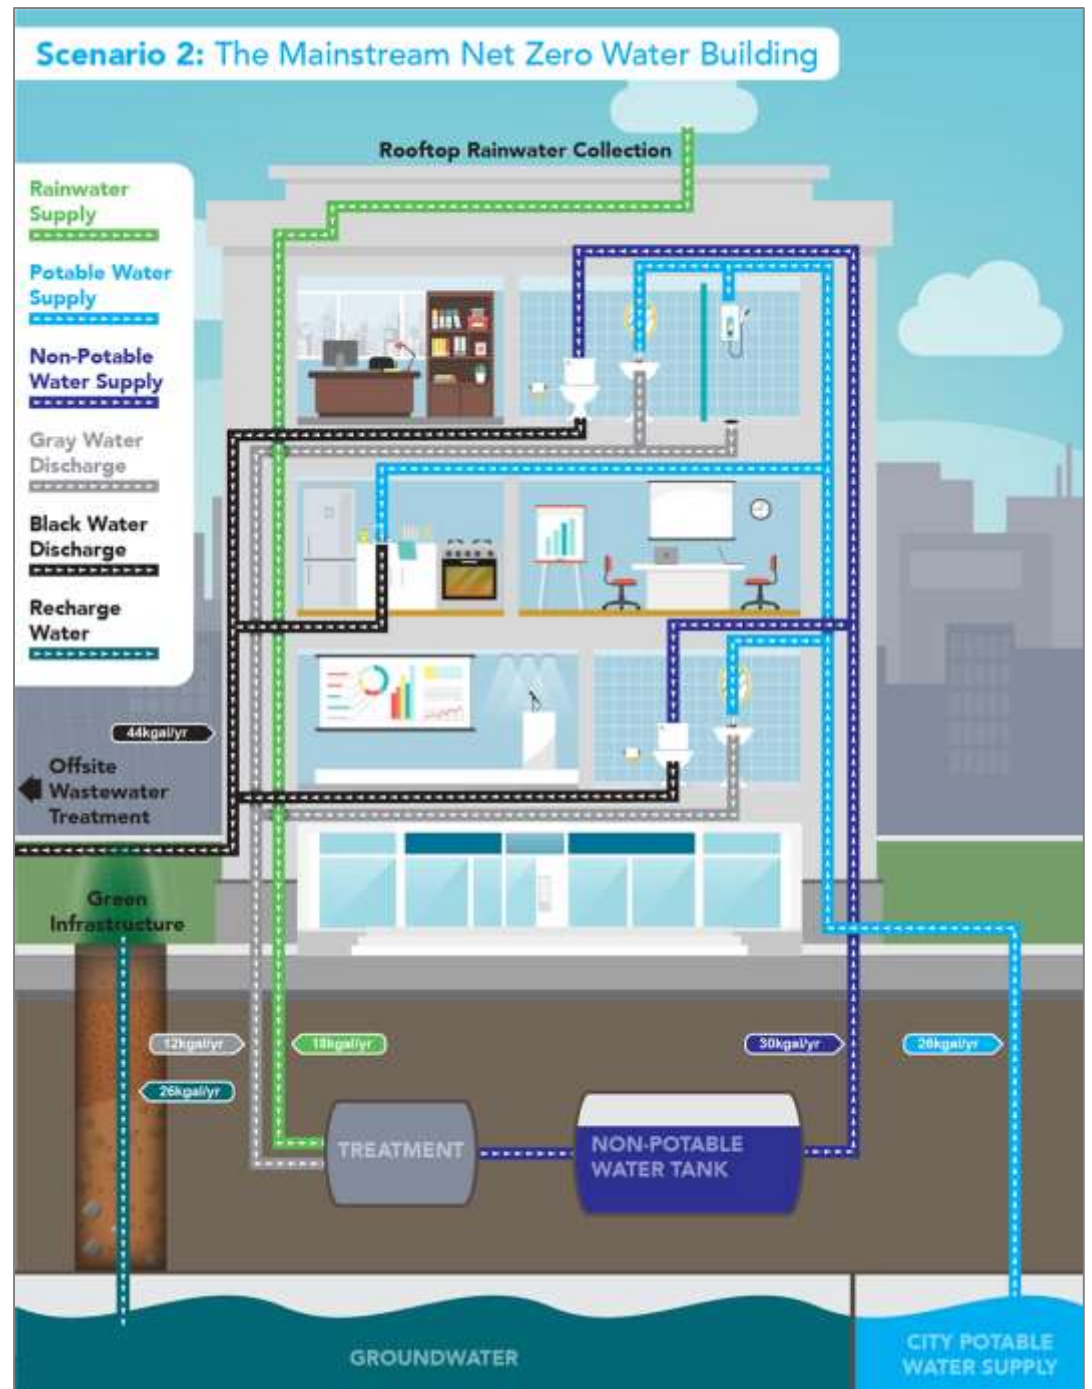 Scenario 2: The Mainstream Net Zero Water Building
Rooftop Rainwater Collection
Rainwater
Supply
Potable Water
Supply
Non-Potable
Water Supply
Gray Water
Discharge
Black Water
Discharge
Recharge
Water
44kgal/yr
Offsite
Wastewater
Treatment
Green
Infrastructure
12kgal/yr
18kgal/yr
30kgal/yr
26kgal/yr
26kgal/yr
TREATMENT
NON-POTABLE
WATER TANK
GROUNDWATER
CITY POTABLE
WATER SUPPLY